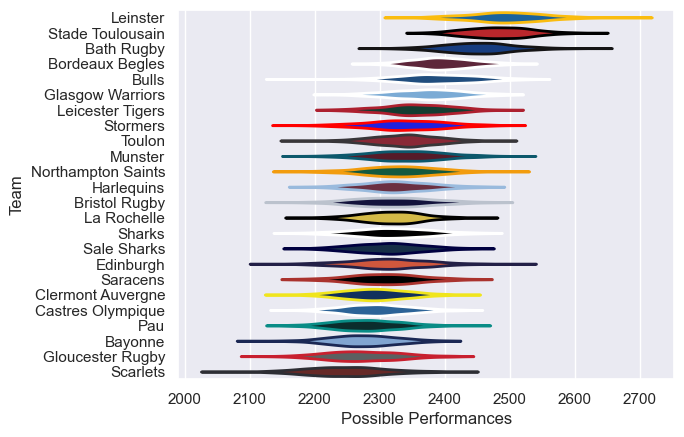 Leinster
Stade Toulousain
Bath Rugby
Bordeaux Begles
Bulls
Glasgow Warriors
Leicester Tigers
Stormers
Toulon
Munster
Northampton Saints
Harlequins
Bristol Rugby
La Rochelle
Sharks
Sale Sharks
Edinburgh
Saracens
Clermont Auvergne
Castres Olympique
Pau
Bayonne
Gloucester Rugby
Scarlets
Team
2000 2100 2200 2300 2400 2500 2600 2700
Possible Performances